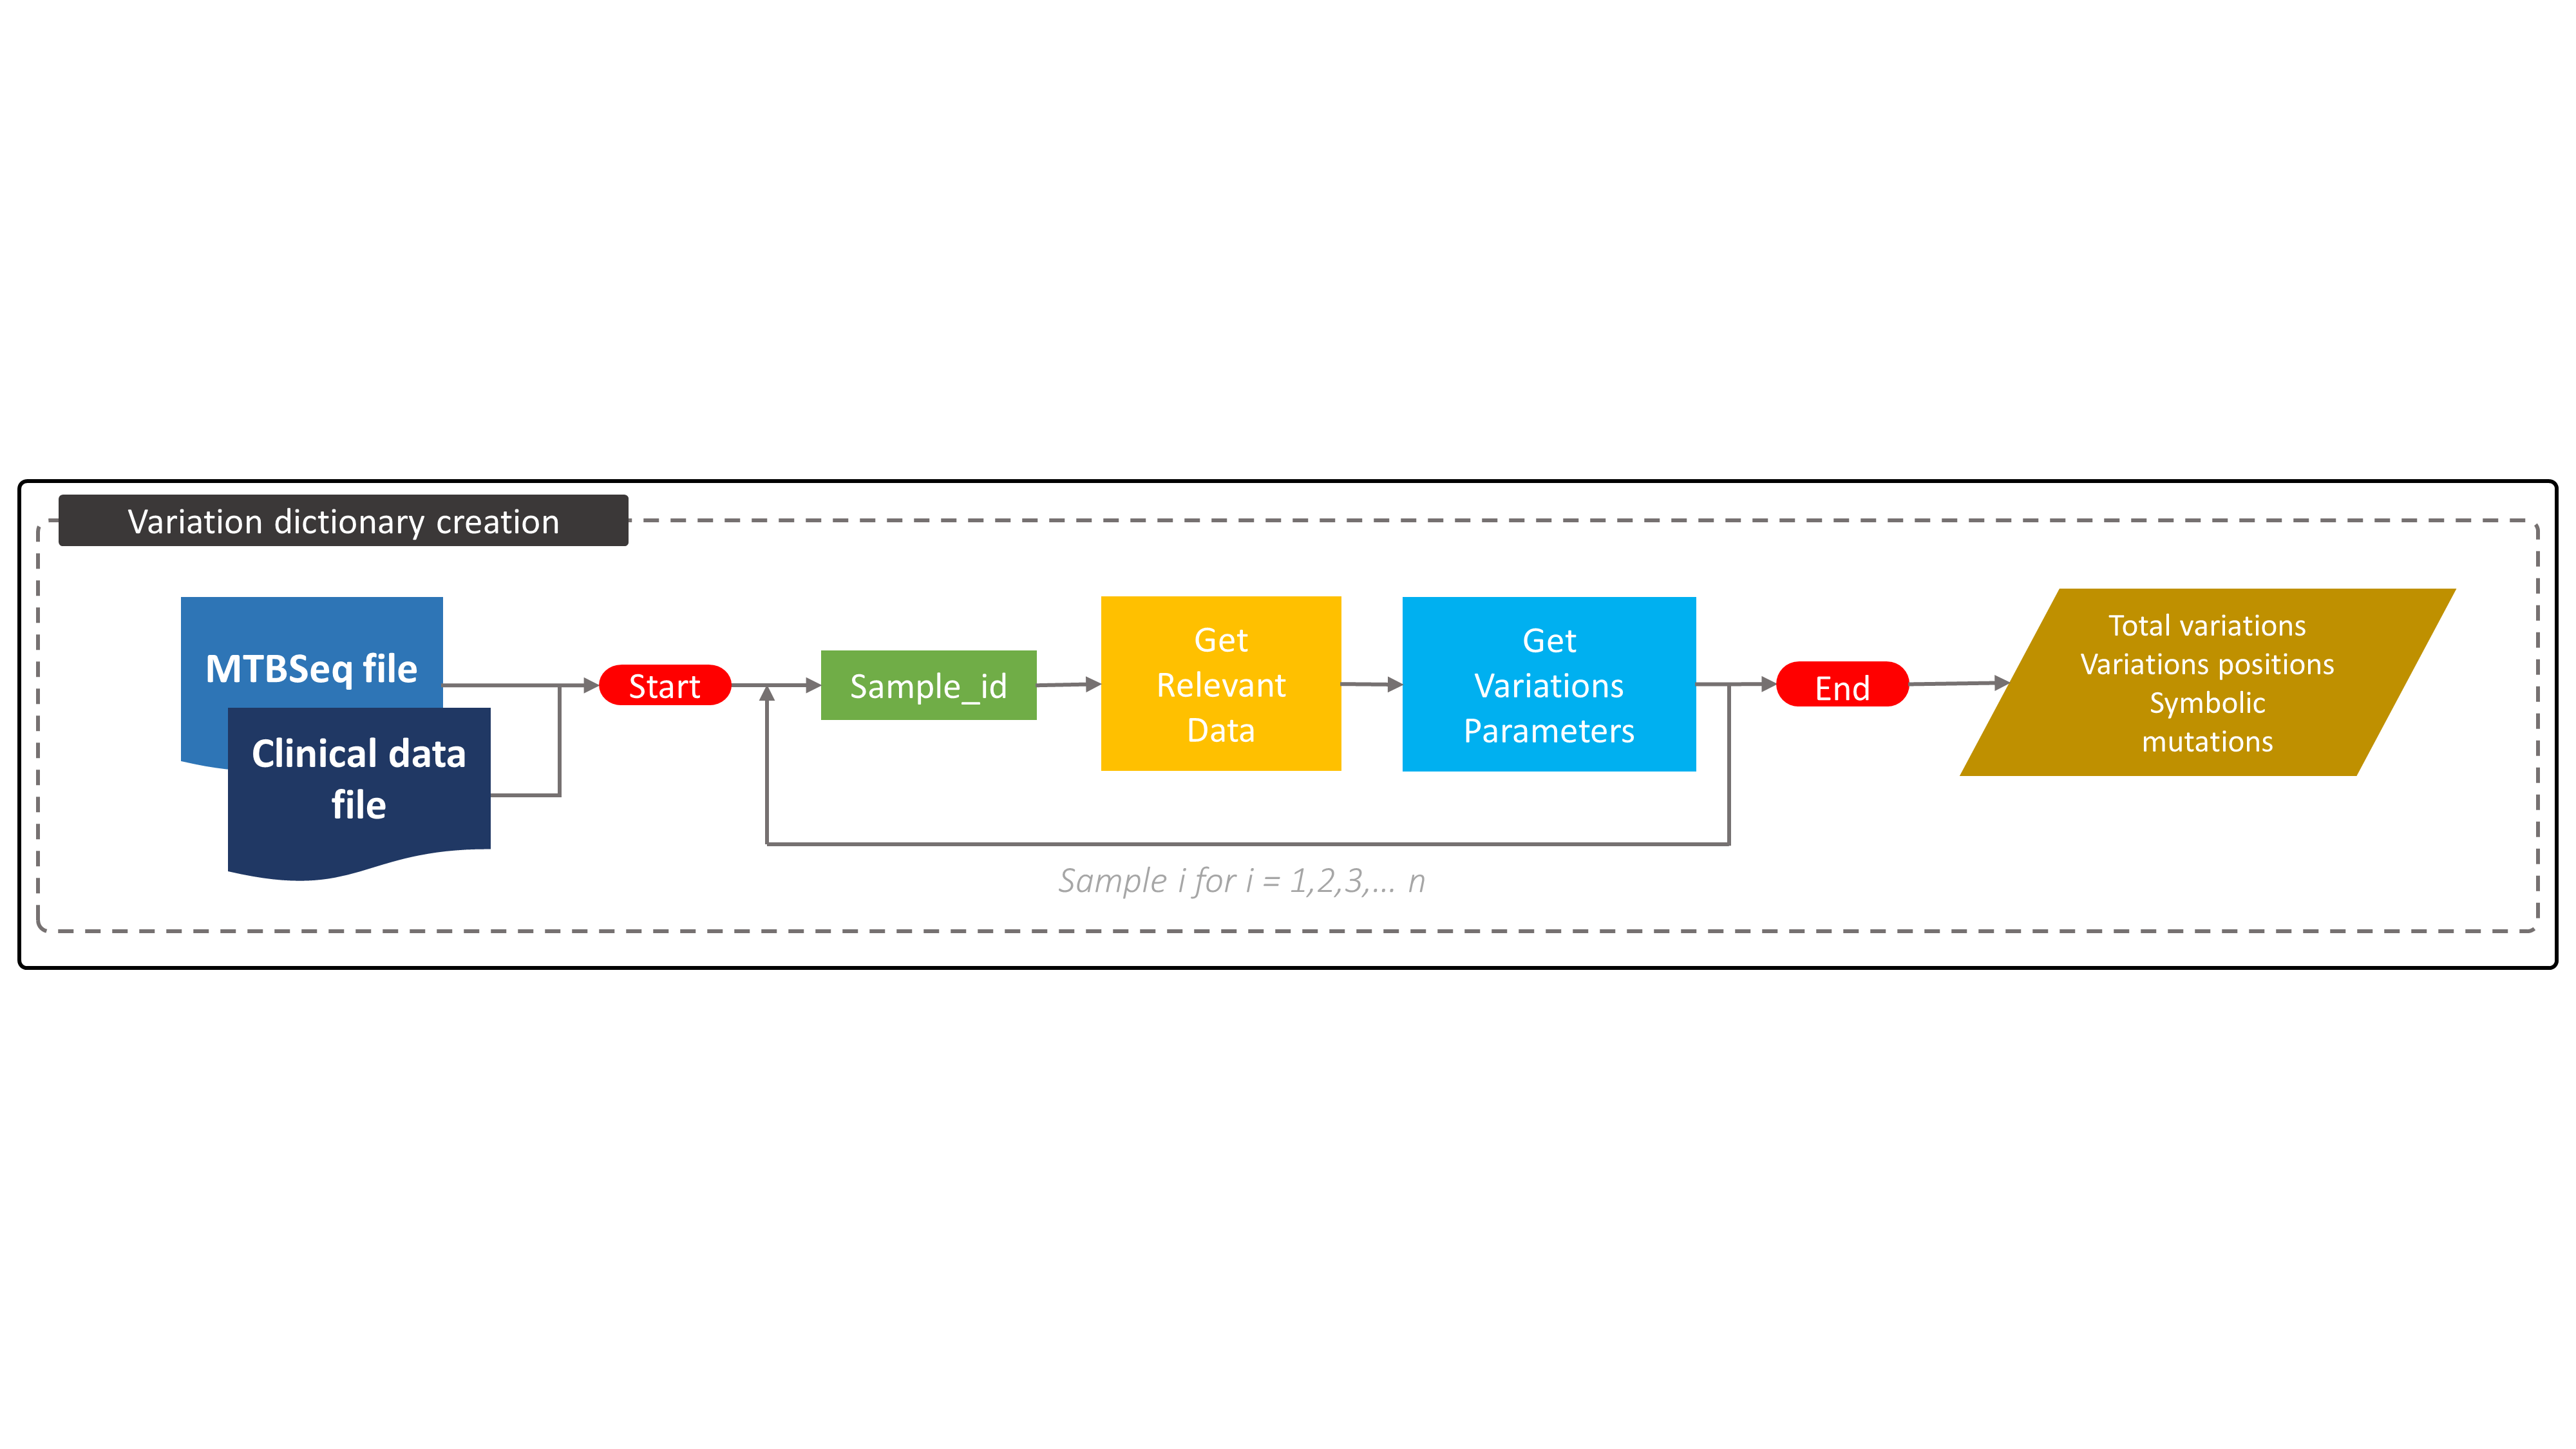 Variation dictionary creation
MTBSeq file
Clinical data
file
Start
Sample_id
Get
Relevant
Data
Get
Variations
Parameters
End
Total variations
Variations positions
Symbolic
mutations
Sample i for i = 1,2,3,... n